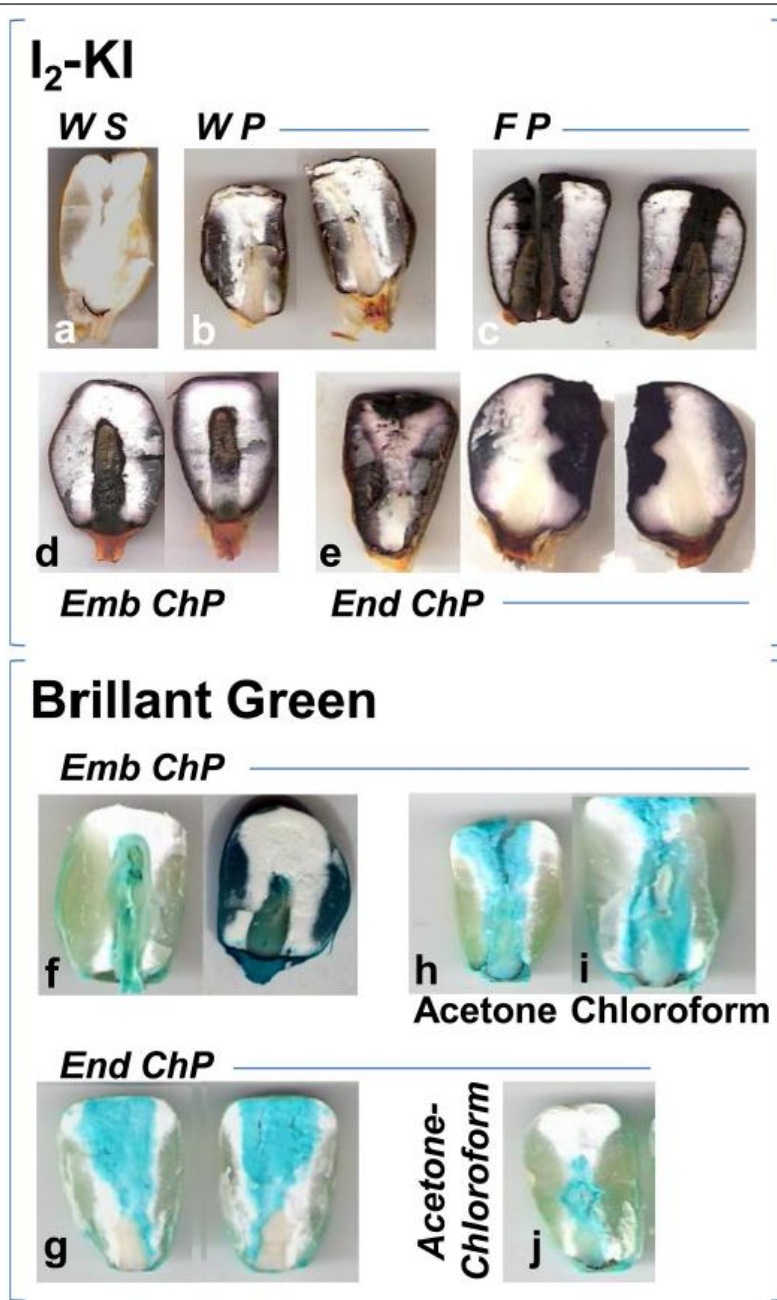 I₂-KI
W S W P F P
a b c
d e
Emb ChP End ChP
Brillant Green
Emb ChP
f h i
Acetone Chloroform
End ChP
Acetone-
Chloroform
g j